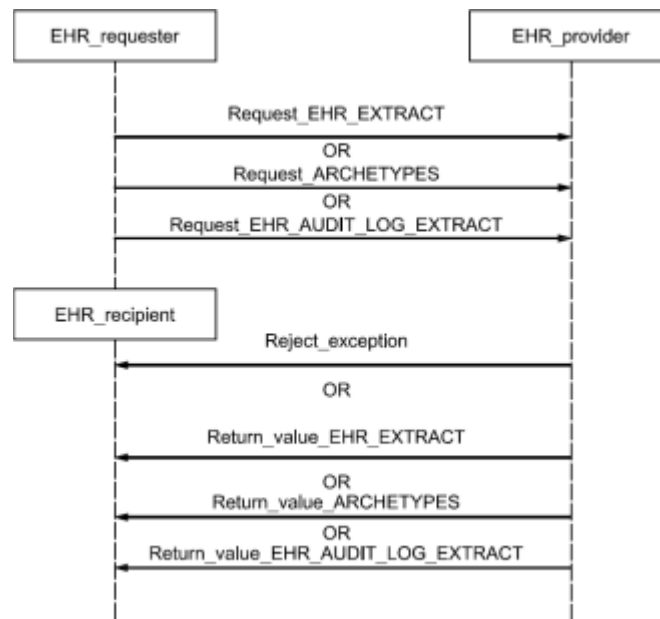 EHR_requester
EHR_provider
Request_EHR_EXTRACT
OR
Request_ARCHETYPES
OR
Request_EHR_AUDIT_LOG_EXTRACT
EHR_recipient
Reject_exception
OR
Return_value_EHR_EXTRACT
OR
Return_value_ARCHETYPES
OR
Return_value_EHR_AUDIT_LOG_EXTRACT